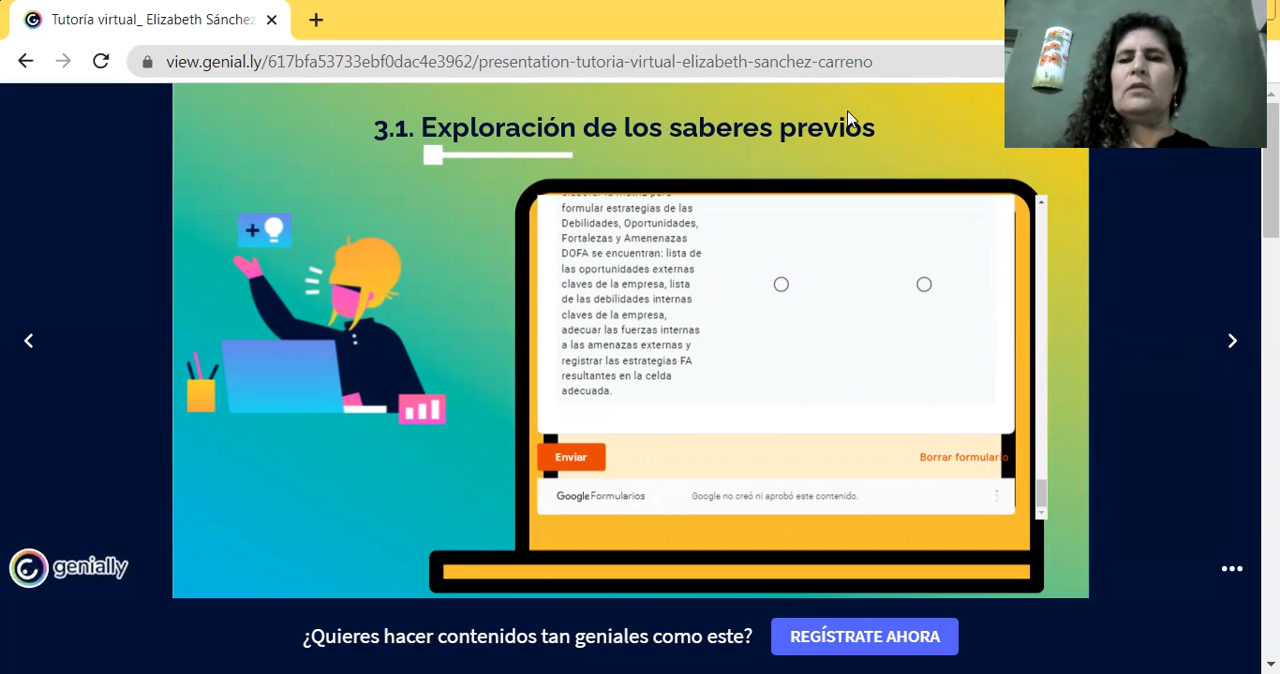 Tutoría virtual_ Elizabeth Sánchez
view.genial.ly/617bfa53733ebf0dac4e3962/presentation-tutoria-virtual-elizabeth-sanchez-carreno
3.1. Exploración de los saberes previos
formular estrategias de las
Debilidades, Oportunidades,
Fortalezas y Amenenazas
DOFA se encuentran: lista de
las oportunidades externas
claves de la empresa, lista
de las debilidades internas
claves de la empresa,
adecuar las fuerzas internas
a las amenazas externas y
registrar las estrategias FA
resultantes en la celda
adecuada.
Enviar
Borrar formulario
Google Formularios
Google no creó ni aprobó este contenido.
genially
¿Quieres hacer contenidos tan geniales como este?
REGÍSTRATE AHORA